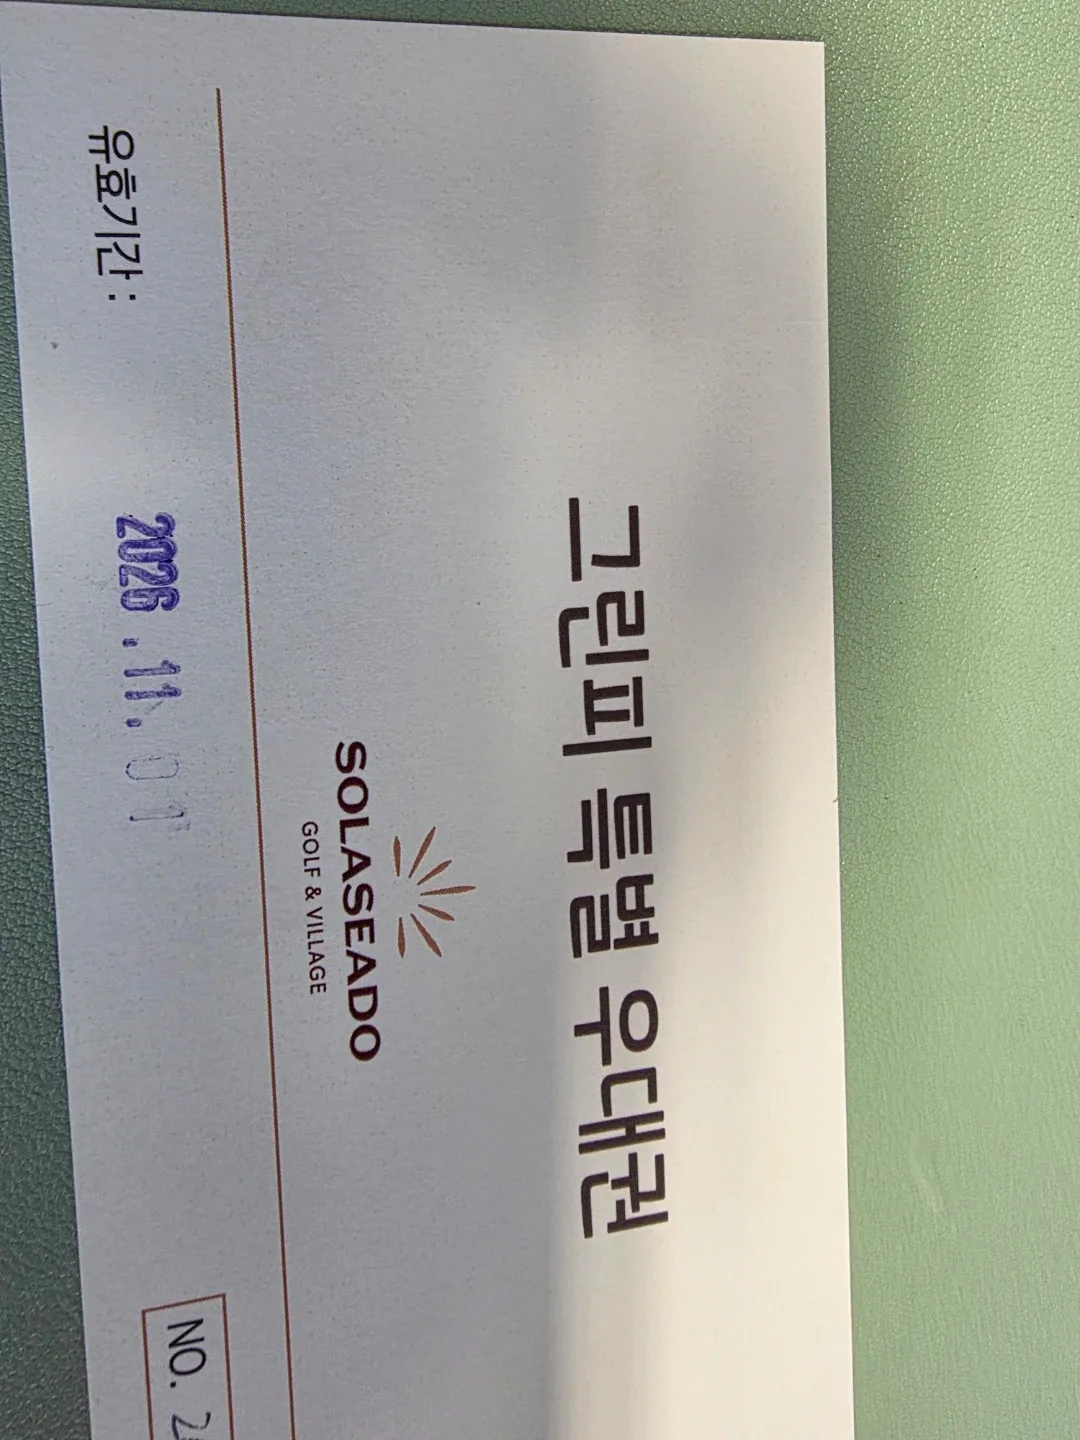 그린피 특별 우대권
SOLASEADO
GOLF & VILLAGE
유효기간 : 2026 . 11. 01
NO.